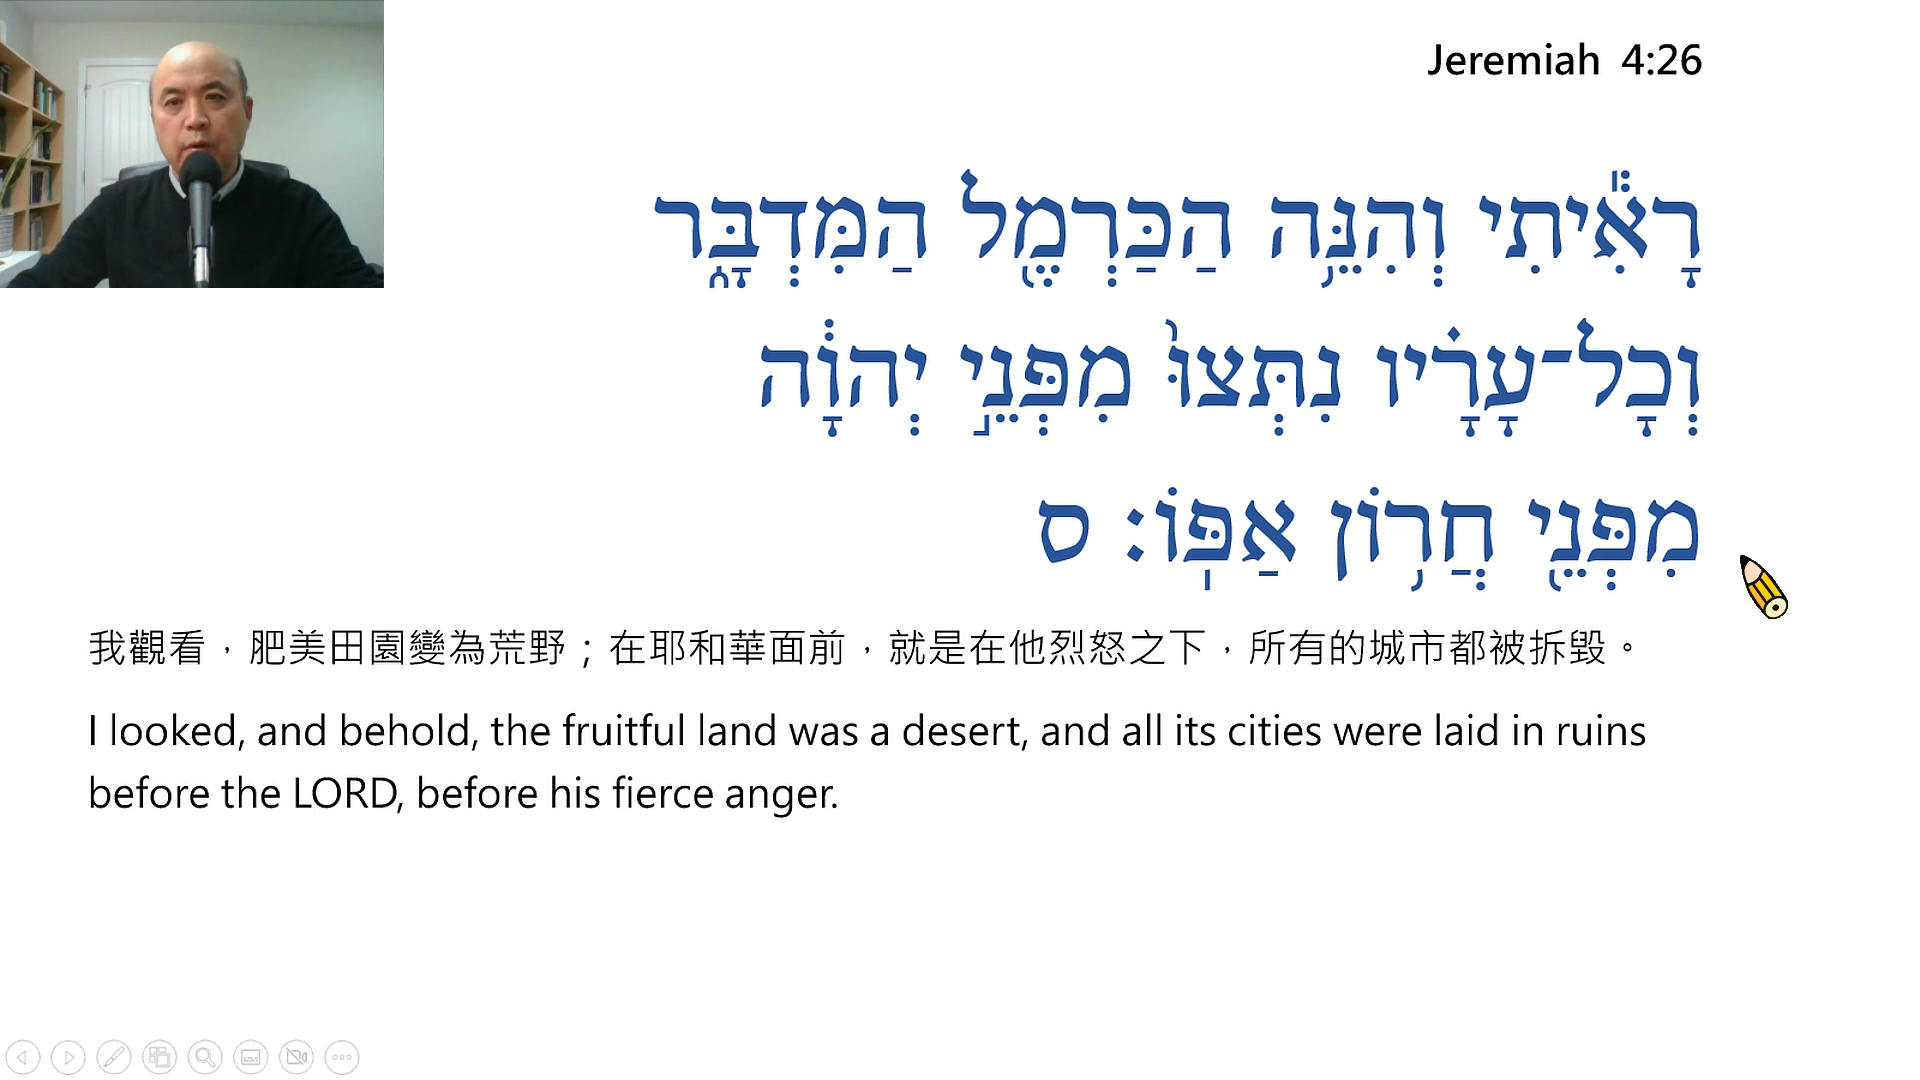 Jeremiah 4:26
רָאִ֕יתִי וְהִנֵּ֥ה הַכַּרְמֶ֖ל הַמִּדְבָּ֑ר
וְכָל־עָרָ֗יו נִתְּצוּ֙ מִפְּנֵ֣י יְהוָֹ֔ה
מִפְּנֵ֖י חֲר֥וֹן אַפּֽוֹ׃ ס
我觀看，肥美田園變為荒野；在耶和華面前，就是在他烈怒之下，所有的城市都被拆毀。
I looked, and behold, the fruitful land was a desert, and all its cities were laid in ruins
before the LORD, before his fierce anger.